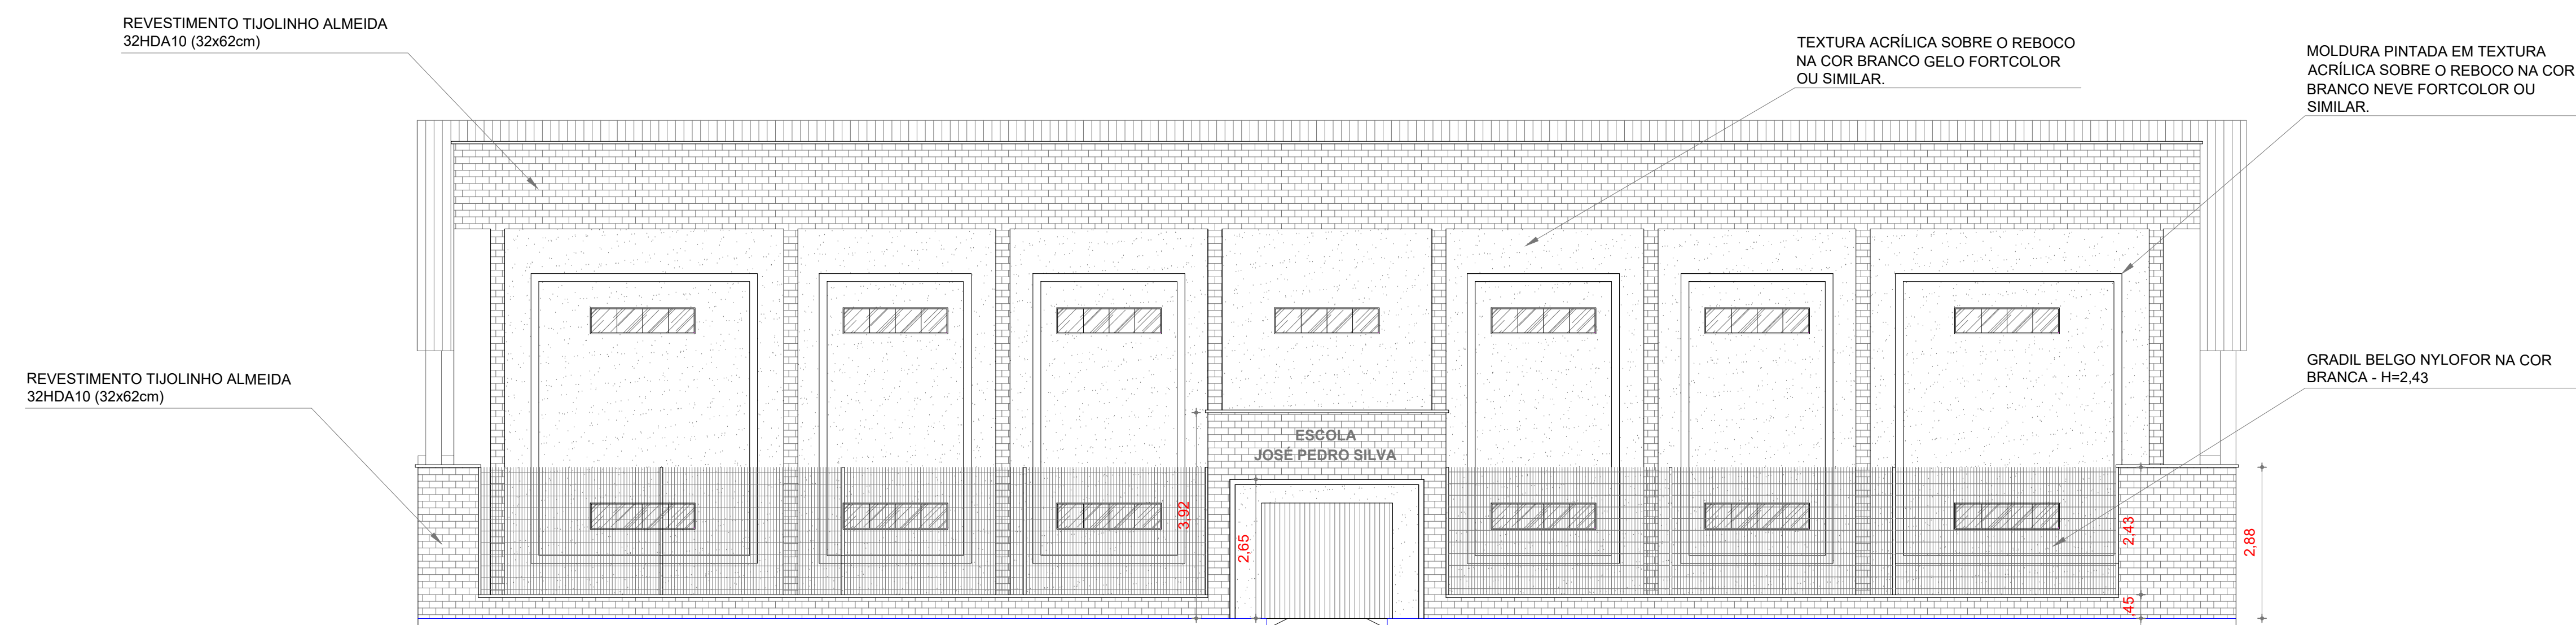 REVESTIMENTO TIJOLINHO ALMEIDA
32HDA10 (32x62cm)
TEXTURA ACRÍLICA SOBRE O REBOCO
NA COR BRANCO GELO FORTCOLOR
OU SIMILAR.
MOLDURA PINTADA EM TEXTURA
ACRÍLICA SOBRE O REBOCO NA COR
BRANCO NEVE FORTCOLOR OU
SIMILAR.
REVESTIMENTO TIJOLINHO ALMEIDA
32HDA10 (32x62cm)
GRADIL BELGO NYLOFOR NA COR
BRANCA - H=2,43
ESCOLA
JOSÉ PEDRO SILVA
3,92
2,65
2,43
2,88
,45